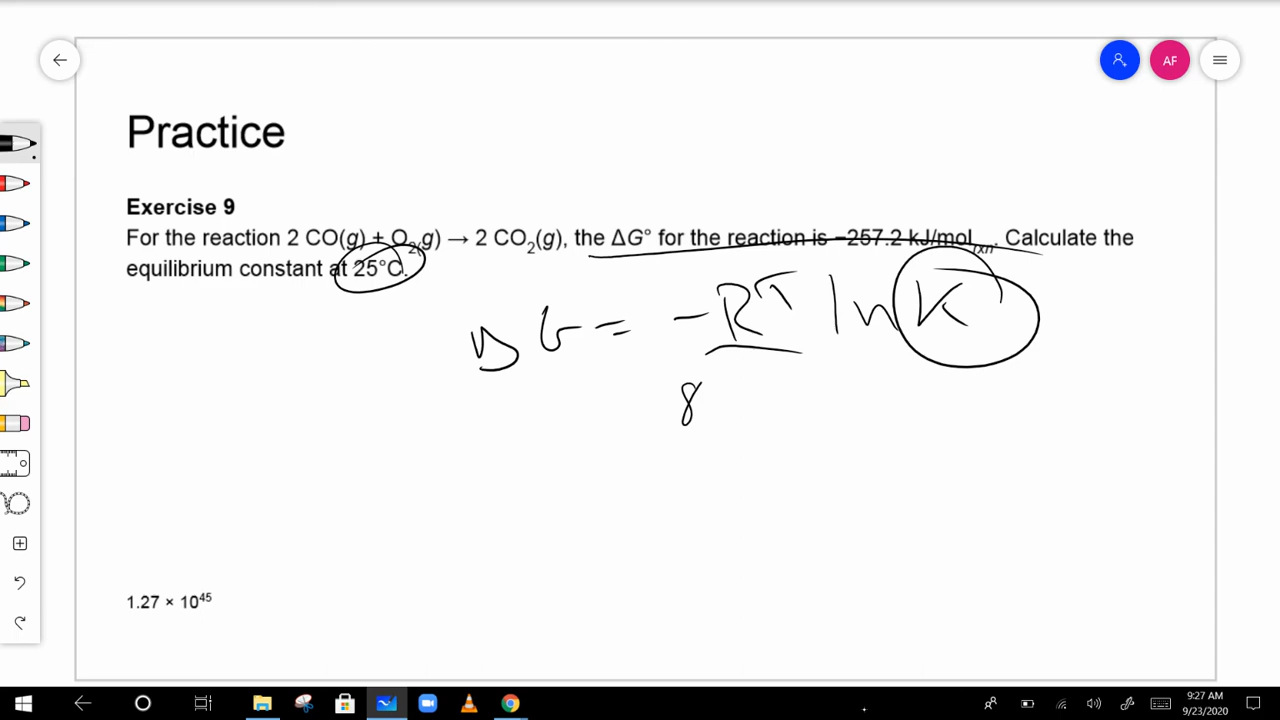 AF
Practice
Exercise 9
For the reaction 2 CO(g) + O₂(g) → 2 CO₂(g), the ΔG° for the reaction is −257.2 kJ/molrxn. Calculate the
equilibrium constant at 25°C.
ΔG = -RT ln K
8
1.27 × 10⁴⁵
9:27 AM
9/23/2020